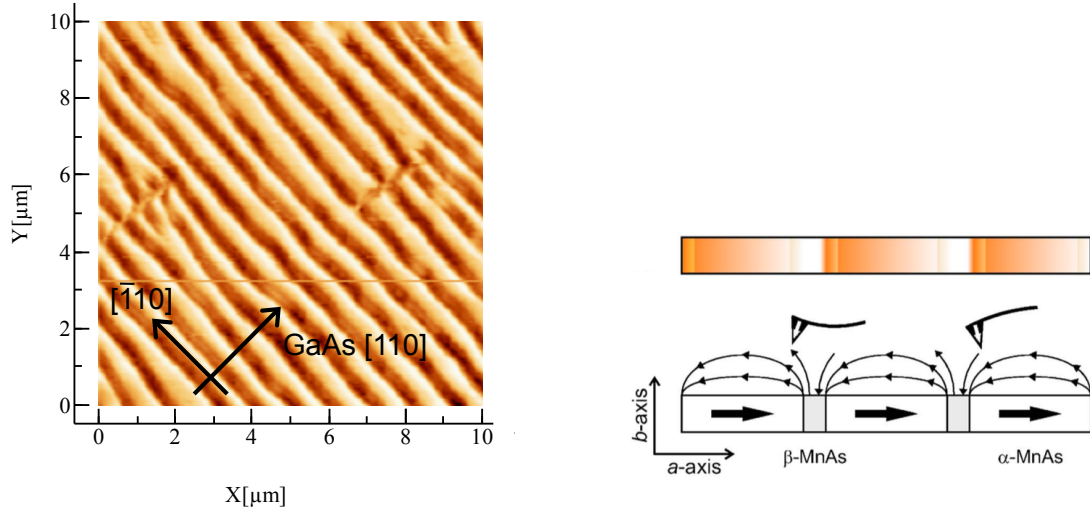 10
8
6
4
2
0
Y[µm]
[1̅10]
GaAs [110]
0 2 4 6 8 10
X[µm]
b-axis
a-axis
β-MnAs
α-MnAs